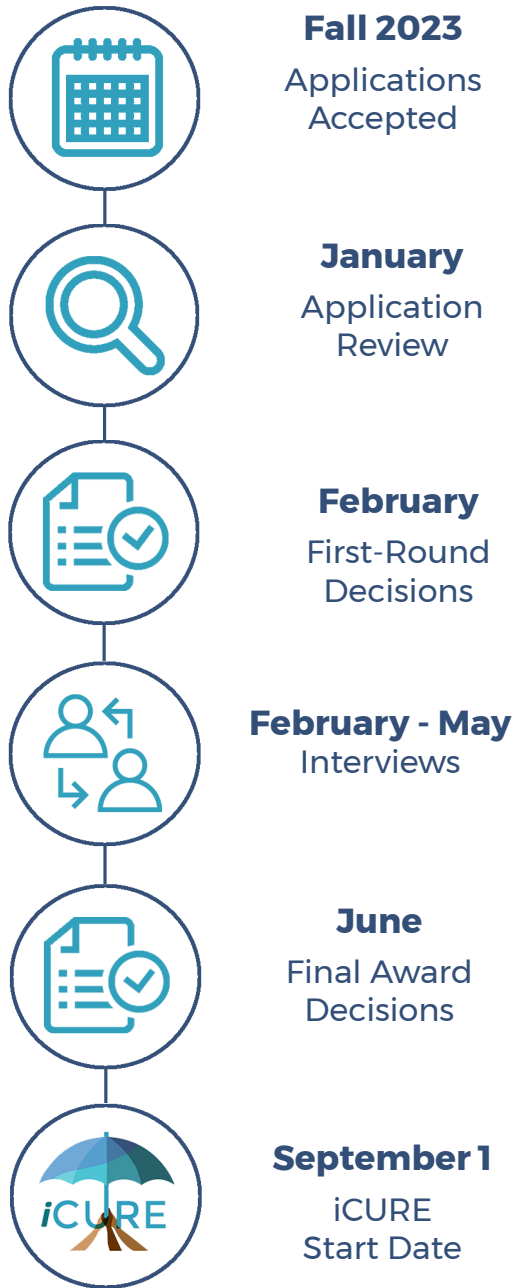 Fall 2023
Applications
Accepted
January
Application
Review
February
First-Round
Decisions
February - May
Interviews
June
Final Award
Decisions
iCURE
September 1
iCURE
Start Date